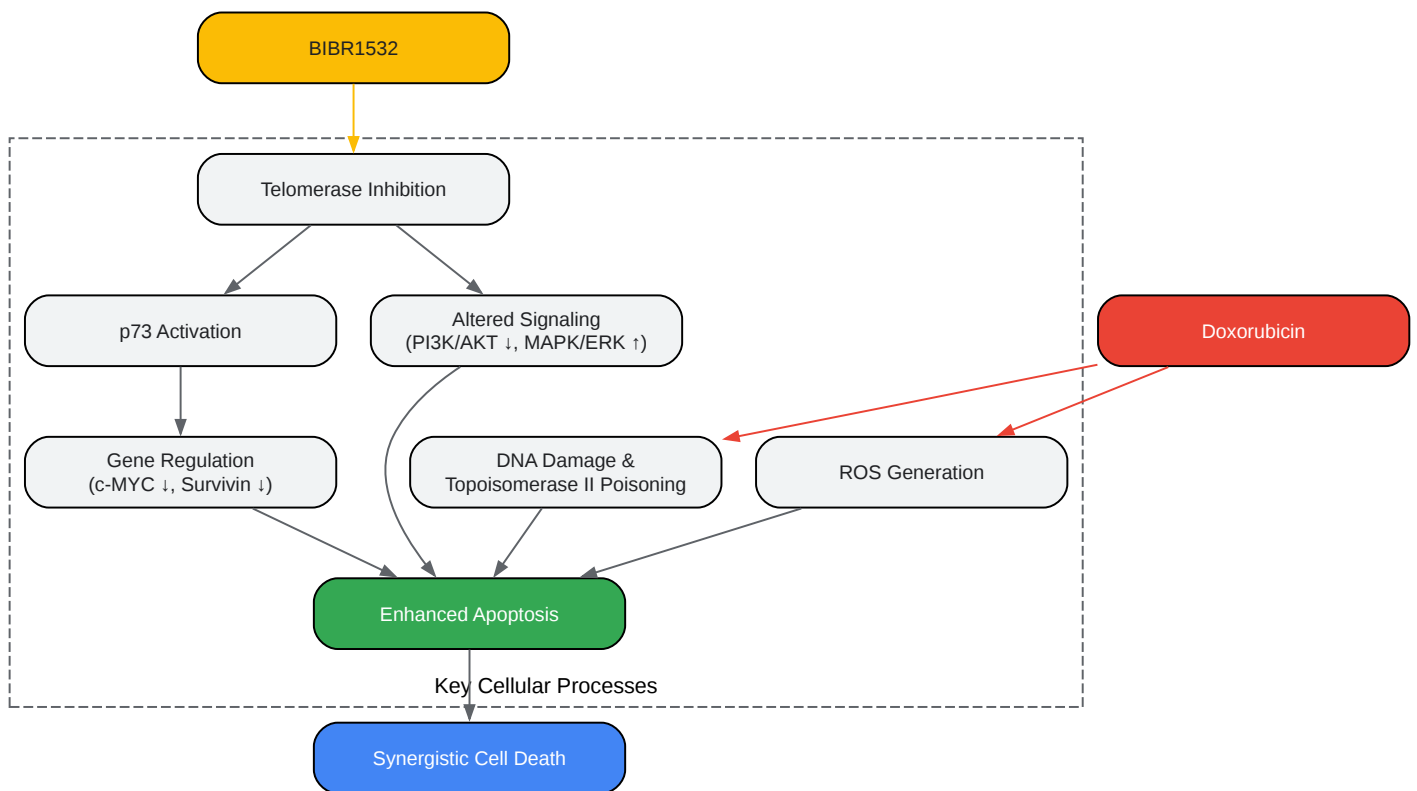 BIBR1532
Telomerase Inhibition
p73 Activation
Altered Signaling
(PI3K/AKT ↓, MAPK/ERK ↑)
Doxorubicin
Gene Regulation
(c-MYC ↓, Survivin ↓)
DNA Damage &
Topoisomerase II Poisoning
ROS Generation
Enhanced Apoptosis
Key Cellular Processes
Synergistic Cell Death